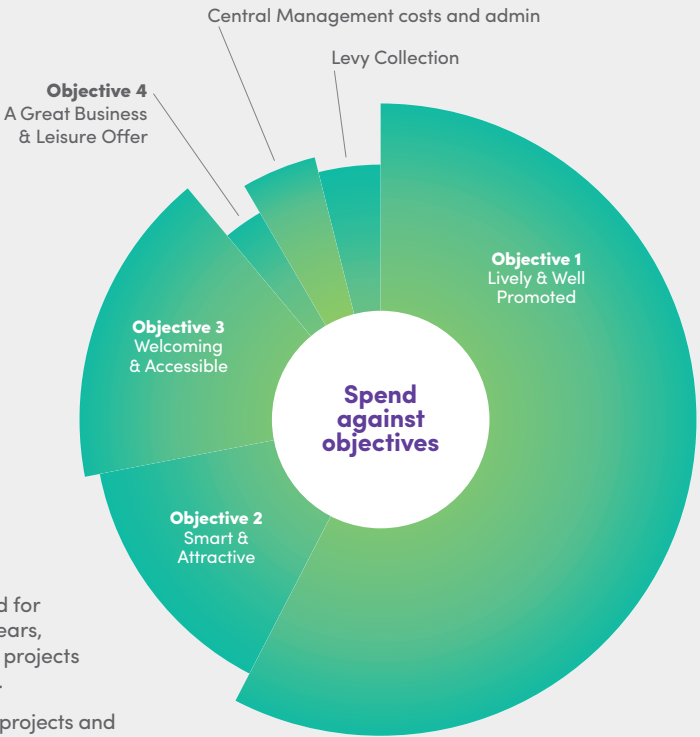 Central Management costs and admin
Levy Collection
Objective 4
A Great Business
& Leisure Offer
Objective 1
Lively & Well
Promoted
Objective 3
Welcoming
& Accessible
Spend
against
objectives
Objective 2
Smart &
Attractive
for
projects
projects and